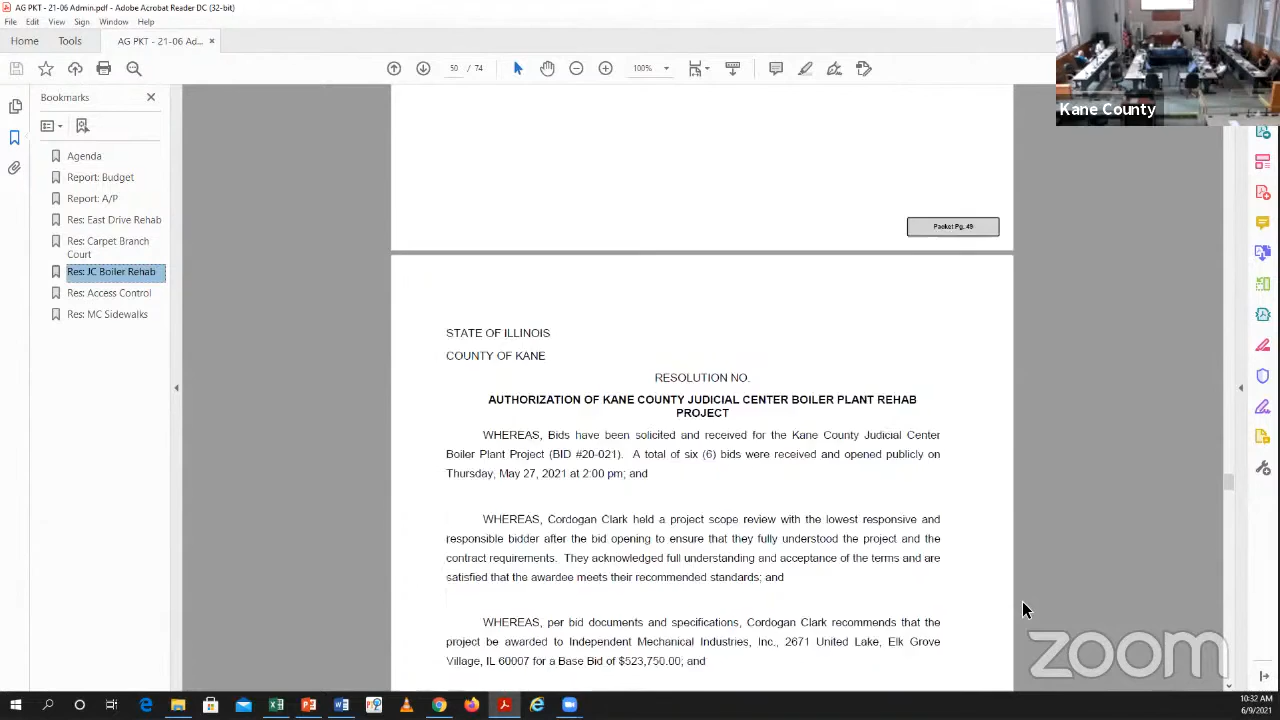 AG PKT - 21-06 Admin.pdf - Adobe Acrobat Reader DC (32-bit)
File Edit View Sign Window Help
Home Tools AG PKT - 21-06 Ad... ×
50 / 74 100%
Bookmarks
Agenda
Report: Budget
Report: A/P
Res: East Drive Rehab
Res: Carpet Branch
Court
Res: JC Boiler Rehab
Res: Access Control
Res: MC Sidewalks
Kane County
Packet Pg. 49
STATE OF ILLINOIS
COUNTY OF KANE
RESOLUTION NO.
AUTHORIZATION OF KANE COUNTY JUDICIAL CENTER BOILER PLANT REHAB
PROJECT
WHEREAS, Bids have been solicited and received for the Kane County Judicial Center
Boiler Plant Project (BID #20-021). A total of six (6) bids were received and opened publicly on
Thursday, May 27, 2021 at 2:00 pm; and
WHEREAS, Cordogan Clark held a project scope review with the lowest responsive and
responsible bidder after the bid opening to ensure that they fully understood the project and the
contract requirements. They acknowledged full understanding and acceptance of the terms and are
satisfied that the awardee meets their recommended standards; and
WHEREAS, per bid documents and specifications, Cordogan Clark recommends that the
project be awarded to Independent Mechanical Industries, Inc., 2671 United Lake, Elk Grove
Village, IL 60007 for a Base Bid of $523,750.00; and
zoom
10:32 AM
6/9/2021